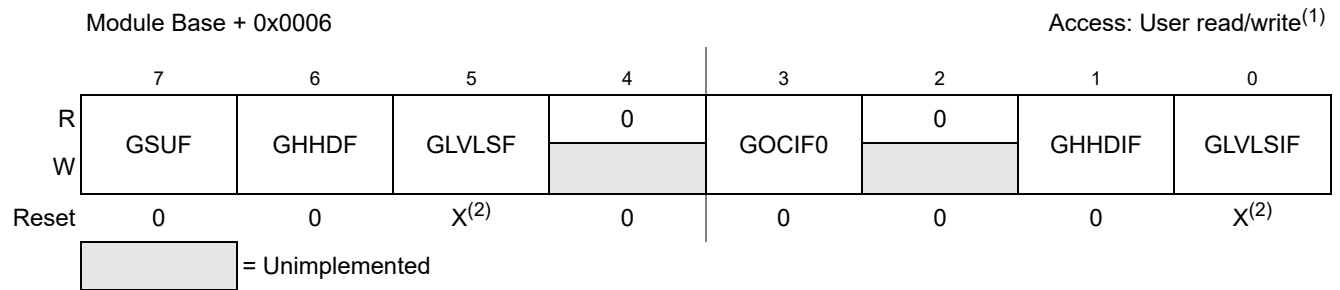 Module Base + 0x0006 Access: User read/write(1)
7 6 5 4 3 2 1 0
R GSUF GHHDF GLVLSF 0 GOCIF0 0 GHHDIF GLVLSIF
W
Reset 0 0 X(2) 0 0 0 0 X(2)
= Unimplemented